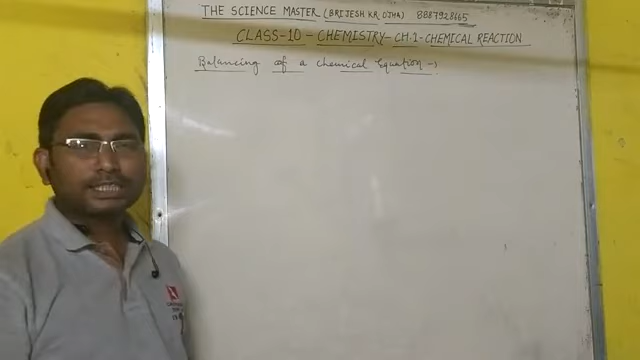 THE SCIENCE MASTER (BRIJESH KR OJHA) 8887928665
CLASS-10 - CHEMISTRY - CH.1 - CHEMICAL REACTION
Balancing of a chemical Equation →